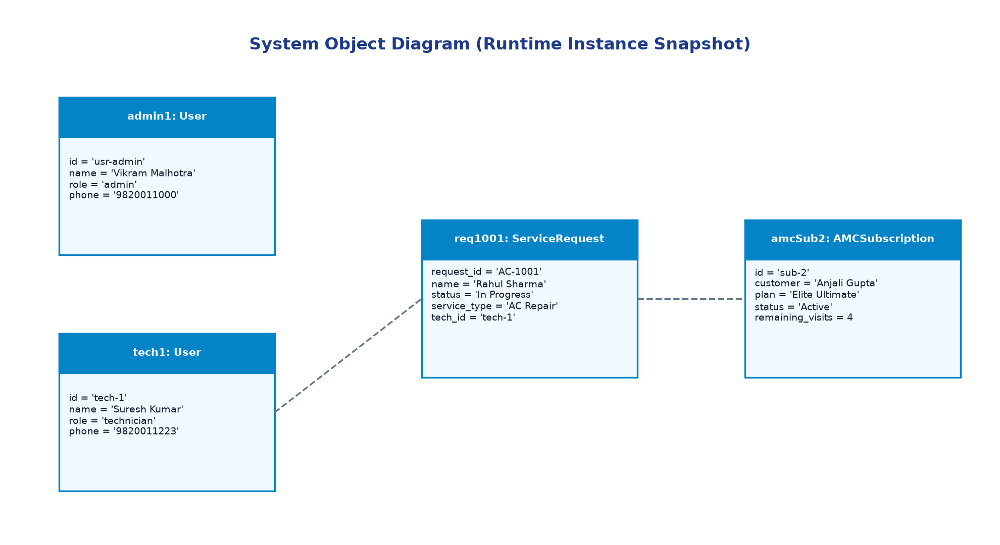 System Object Diagram (Runtime Instance Snapshot)
admin1: User
id = 'usr-admin'
name = 'Vikram Malhotra'
role = 'admin'
phone = '9820011000'
tech1: User
id = 'tech-1'
name = 'Suresh Kumar'
role = 'technician'
phone = '9820011223'
req1001: ServiceRequest
request_id = 'AC-1001'
name = 'Rahul Sharma'
status = 'In Progress'
service_type = 'AC Repair'
tech_id = 'tech-1'
amcSub2: AMCSubscription
id = 'sub-2'
customer = 'Anjali Gupta'
plan = 'Elite Ultimate'
status = 'Active'
remaining_visits = 4